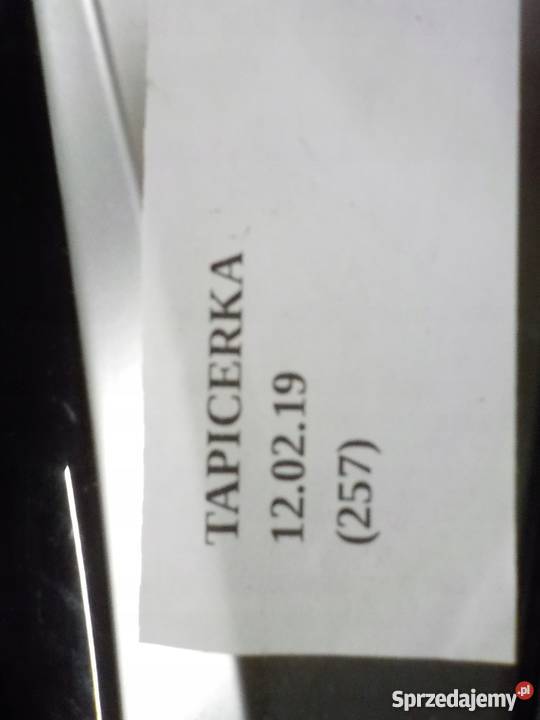 TAPICERKA
12.02.19
(257)
Sprzedajemy.pl